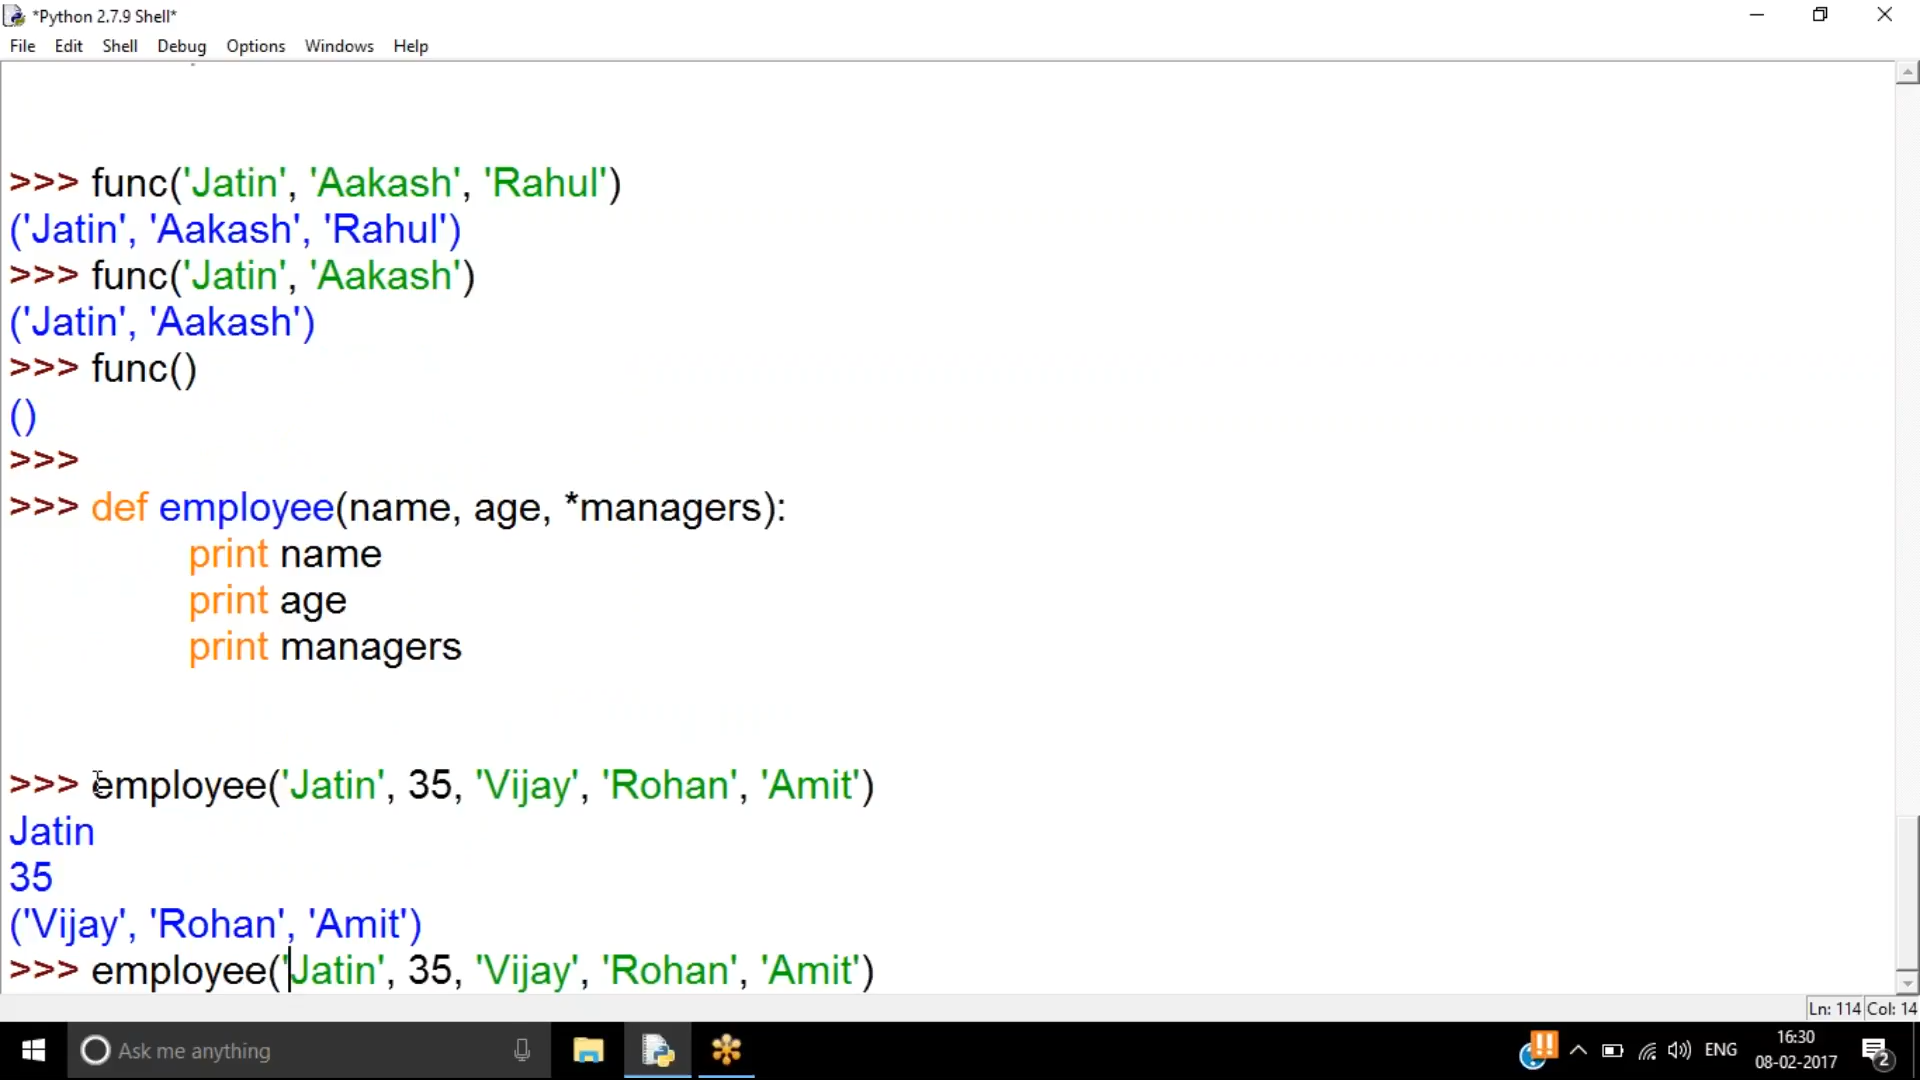 *Python 2.7.9 Shell*
File Edit Shell Debug Options Windows Help
>>> func('Jatin', 'Aakash', 'Rahul')
('Jatin', 'Aakash', 'Rahul')
>>> func('Jatin', 'Aakash')
('Jatin', 'Aakash')
>>> func()
()
>>>
>>> def employee(name, age, *managers):
print name
print age
print managers
>>> employee('Jatin', 35, 'Vijay', 'Rohan', 'Amit')
Jatin
35
('Vijay', 'Rohan', 'Amit')
>>> employee('Jatin', 35, 'Vijay', 'Rohan', 'Amit')
Ln: 114 Col: 14
Ask me anything
ENG
16:30
08-02-2017
2